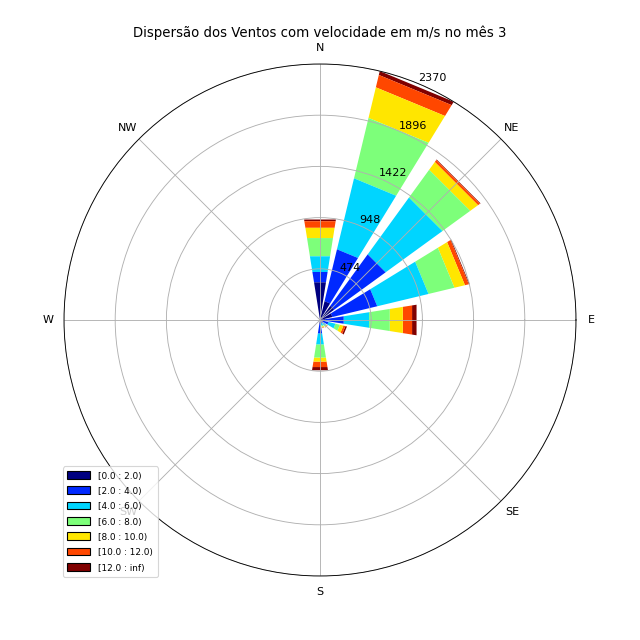 Dispersão dos Ventos com velocidade em m/s no mês 3
N
2370
NW
NE
1896
1422
948
474
W
E
[0.0 : 2.0)
[2.0 : 4.0)
[4.0 : 6.0)
SW
SE
[6.0 : 8.0)
[8.0 : 10.0)
[10.0 : 12.0)
[12.0 : inf)
S